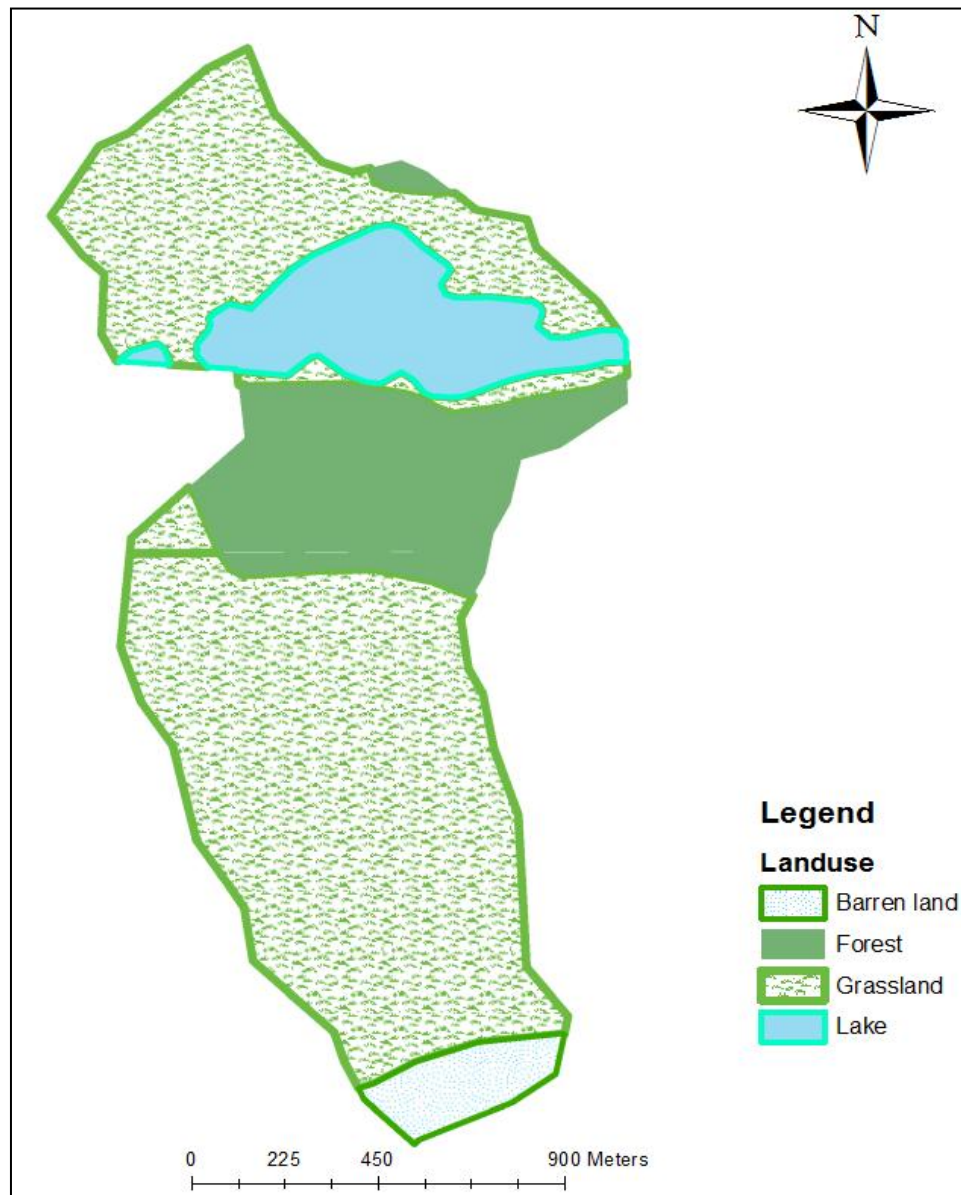 N
Legend
Landuse
Barren land
Forest
Grassland
Lake
0 225 450 900 Meters